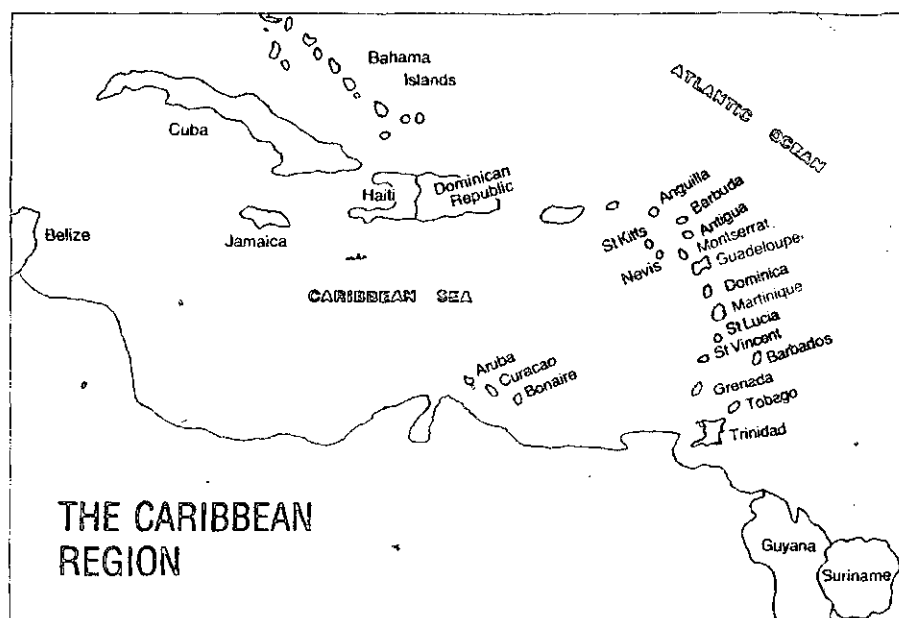 Bahama
Islands
ATLANTIC OCEAN
Cuba
Haiti
Dominican
Republic
Anguilla
Barbuda
Belize
Jamaica
St Kitts
Antigua
Montserrat
Nevis
Guadeloupe
Dominica
CARIBBEAN SEA
Martinique
St Lucia
St Vincent
Barbados
Aruba
Curacao
Bonaire
Grenada
Tobago
Trinidad
THE CARIBBEAN
REGION
Guyana
Suriname